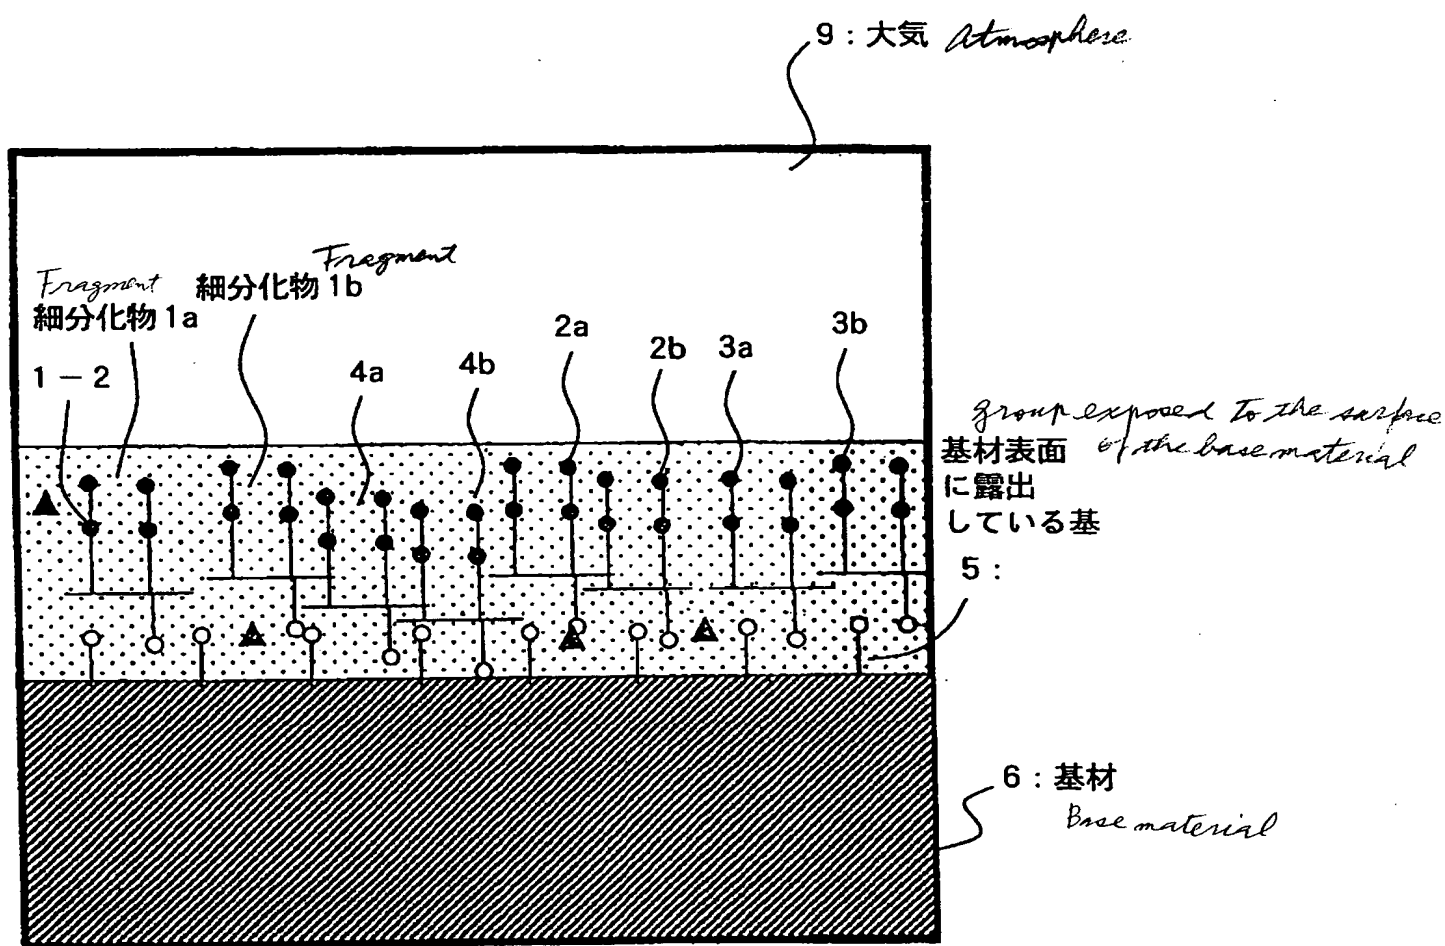 9：大気 Atmosphere
Fragment
細分化物 1b
Fragment
細分化物 1a
1－2
4a
4b
2a
2b
3a
3b
group exposed to the surface
of the base material
基材表面
に露出
している基
5：
6：基材
Base material